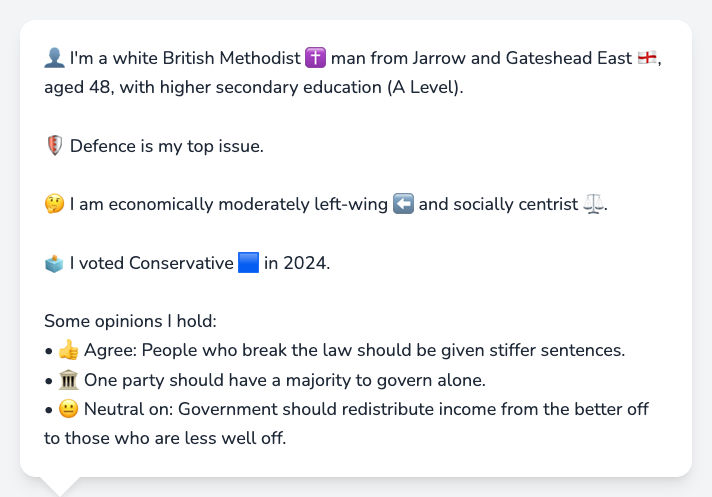 👤 I'm a white British Methodist ✝️ man from Jarrow and Gateshead East 🏴󠁧󠁢󠁥󠁮󠁧󠁿,
aged 48, with higher secondary education (A Level).
🛡️ Defence is my top issue.
🤔 I am economically moderately left-wing ⬅️ and socially centrist ⚖️.
🗳️ I voted Conservative 🟦 in 2024.
Some opinions I hold:
• 👍 Agree: People who break the law should be given stiffer sentences.
• 🏛️ One party should have a majority to govern alone.
• 😐 Neutral on: Government should redistribute income from the better off
to those who are less well off.